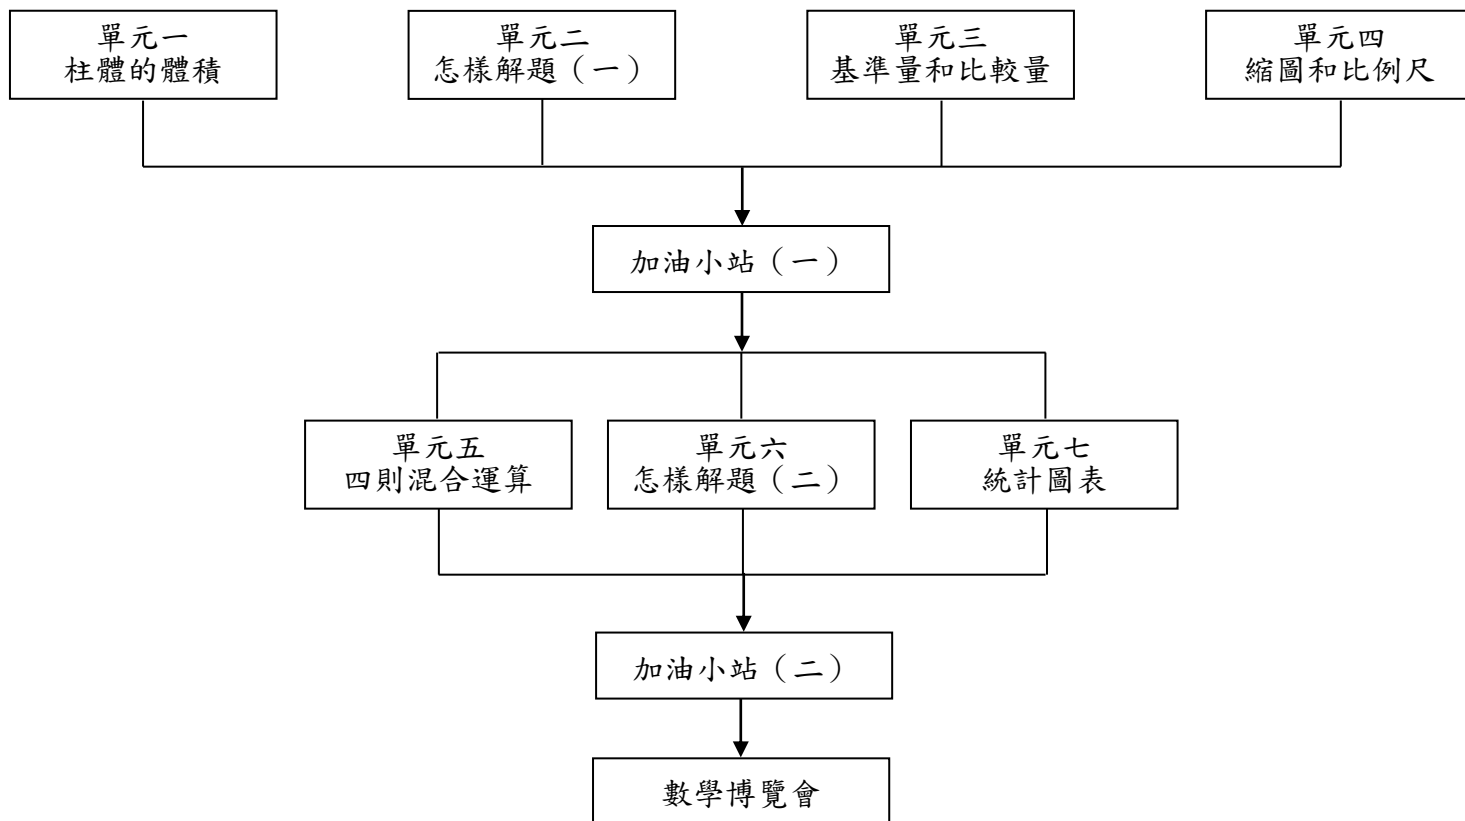 單元一
柱體的體積
單元二
怎樣解題（一）
單元三
基準量和比較量
單元四
縮圖和比例尺
加油小站（一）
單元五
四則混合運算
單元六
怎樣解題（二）
單元七
統計圖表
加油小站（二）
數學博覽會